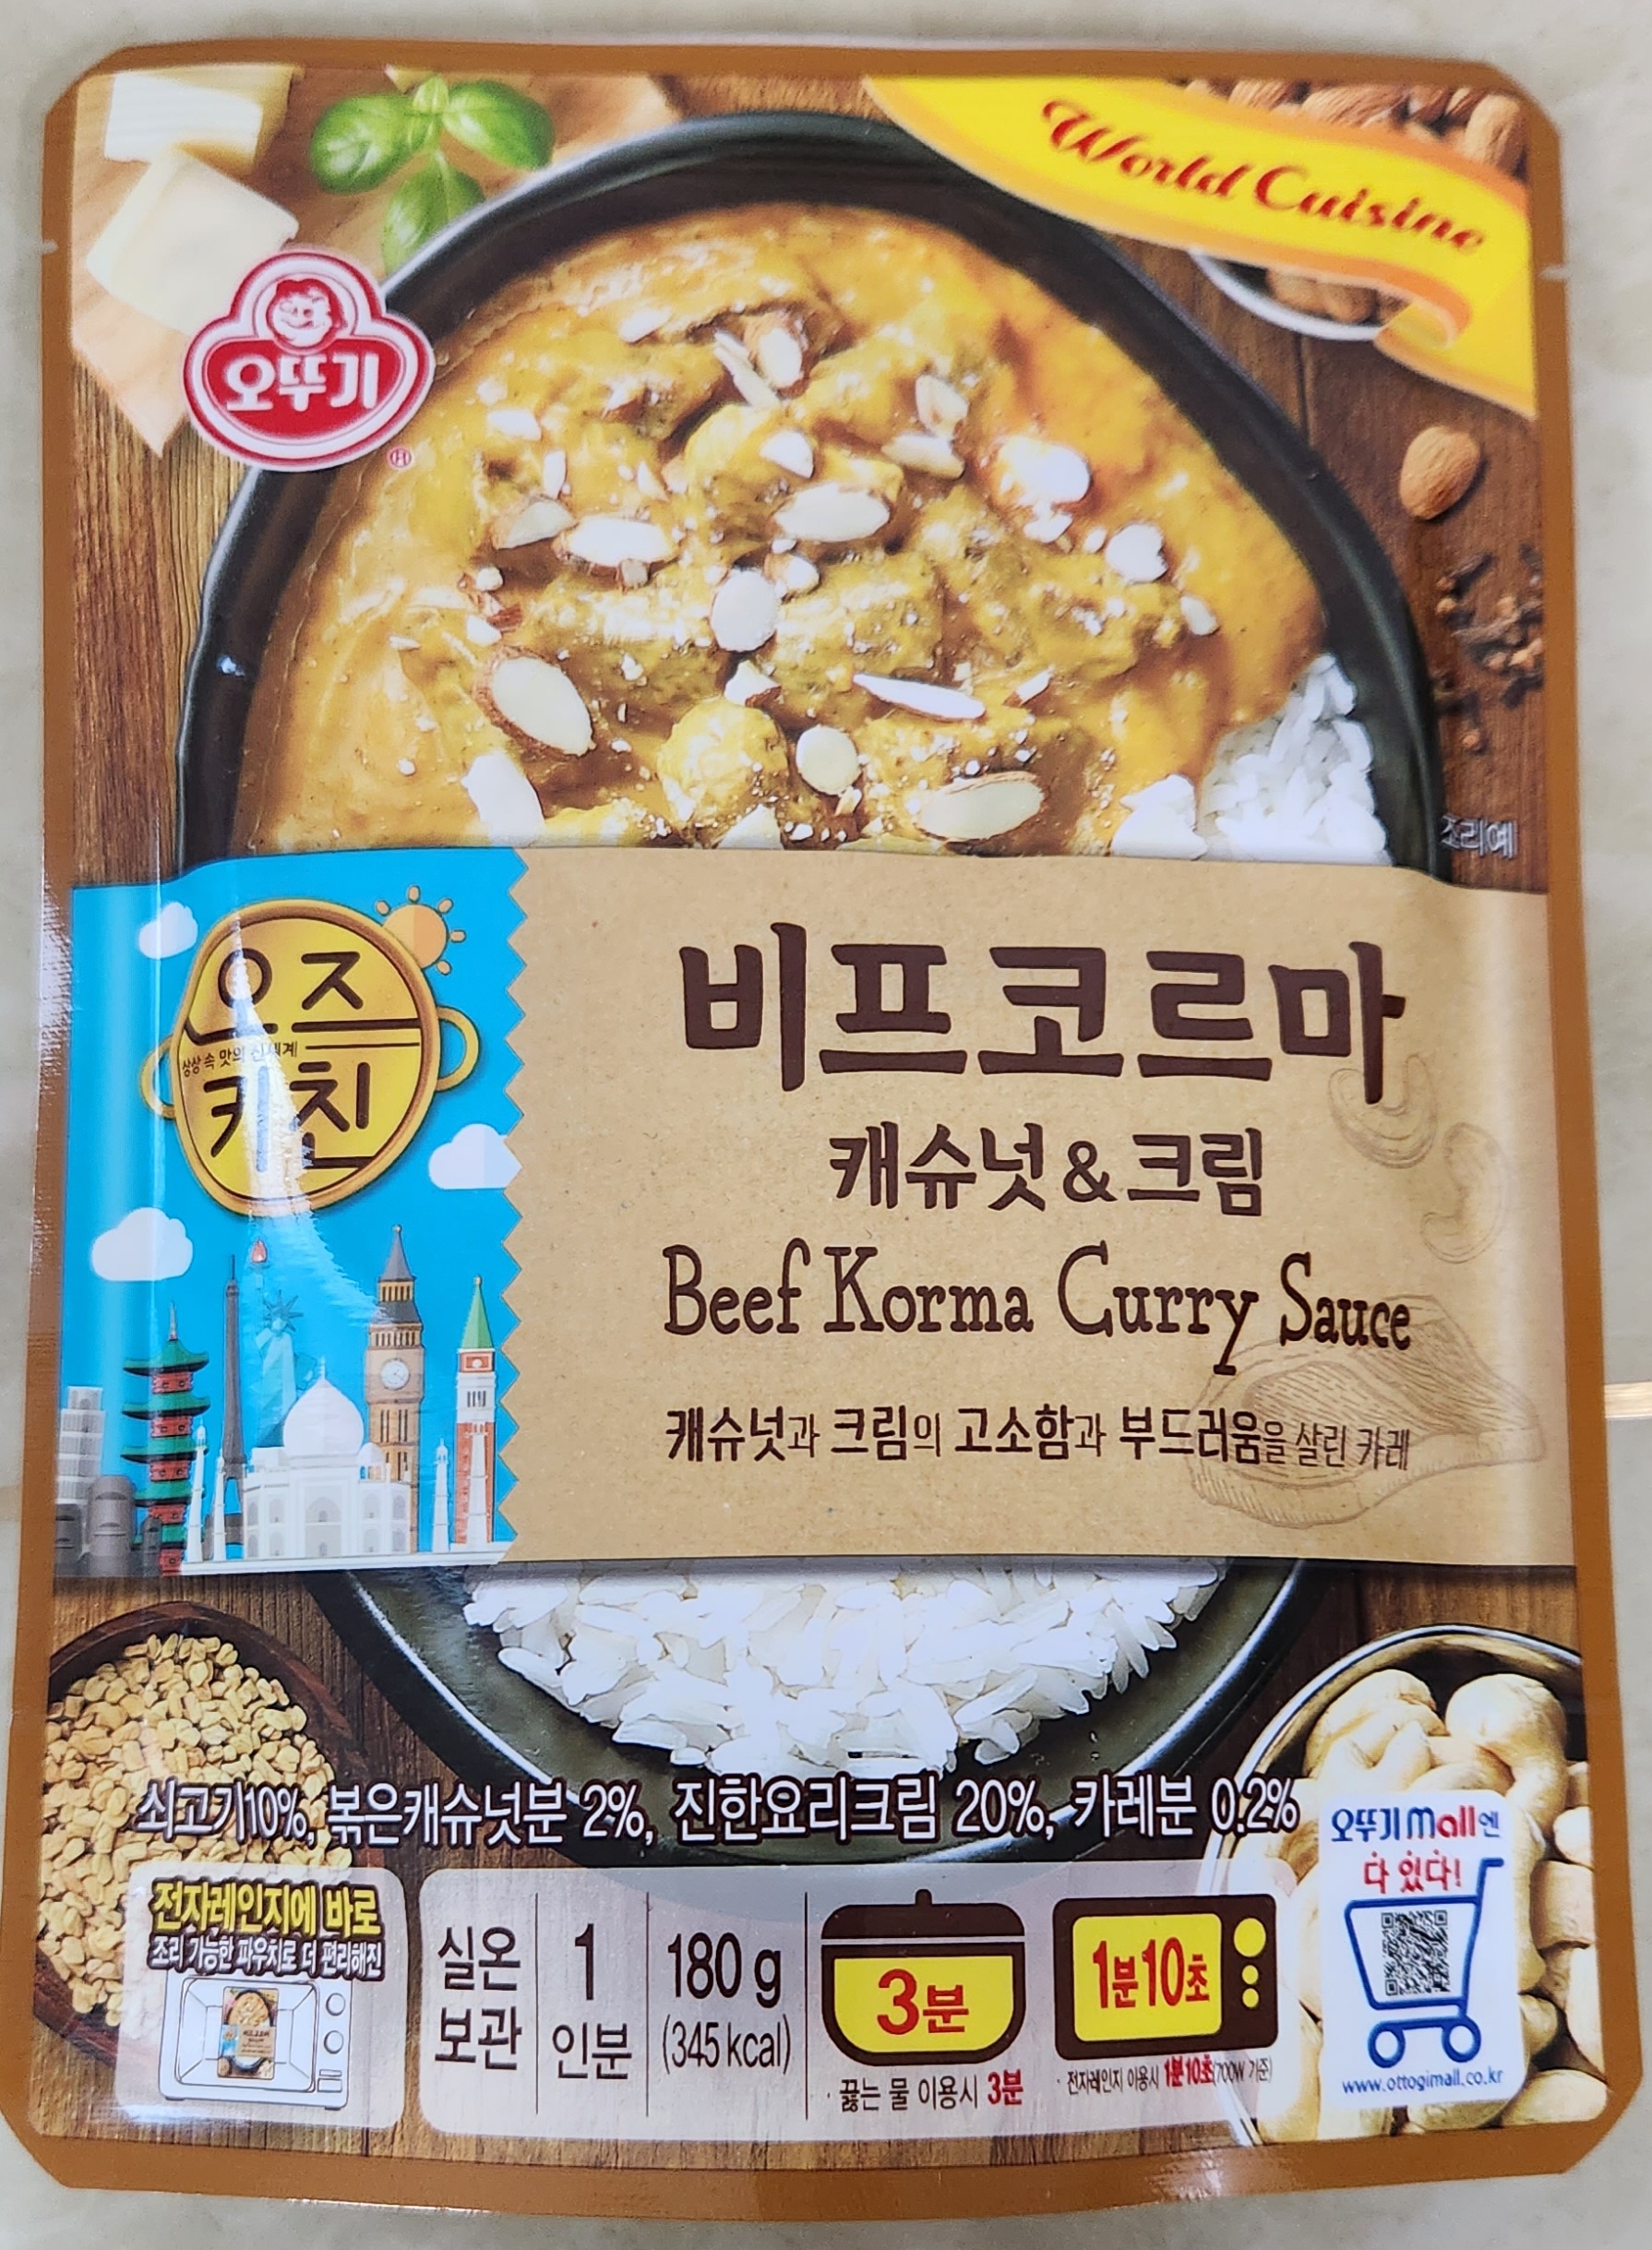 World Cuisine
오뚜기
조리예
오즈
상상 속 맛의 신세계
키친
비프코르마
캐슈넛&크림
Beef Korma Curry Sauce
캐슈넛과 크림의 고소함과 부드러움을 살린 카레
쇠고기10%, 볶은캐슈넛분 2%, 진한요리크림 20%, 카레분 0.2%
오뚜기mall엔
다 있다!
www.ottogimall.co.kr
전자레인지에 바로
조리 가능한 파우치로 더 편리해진
실온
보관
1
인분
180 g
(345 kcal)
3분
· 끓는 물 이용시 3분
1분10초
· 전자레인지 이용시 1분10초(700W 기준)